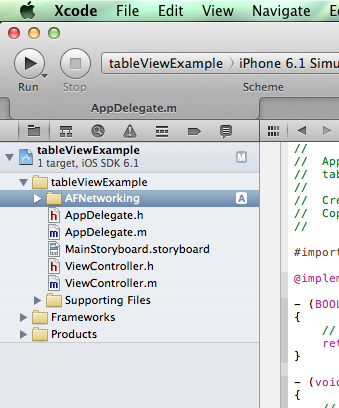 Xcode File Edit View Navigate
tableViewExample iPhone 6.1 Simu
Run Stop Scheme
AppDelegate.m
tableViewExample M
1 target, iOS SDK 6.1
tableViewExample
AFNetworking A
h AppDelegate.h
m AppDelegate.m
MainStoryboard.storyboard
h ViewController.h
m ViewController.m
Supporting Files
Frameworks
Products
//
// App
// tab
//
// Cre
// Cop
//
#import
@implem
- (BOOL
{
//
ret
}
- (void
{
//